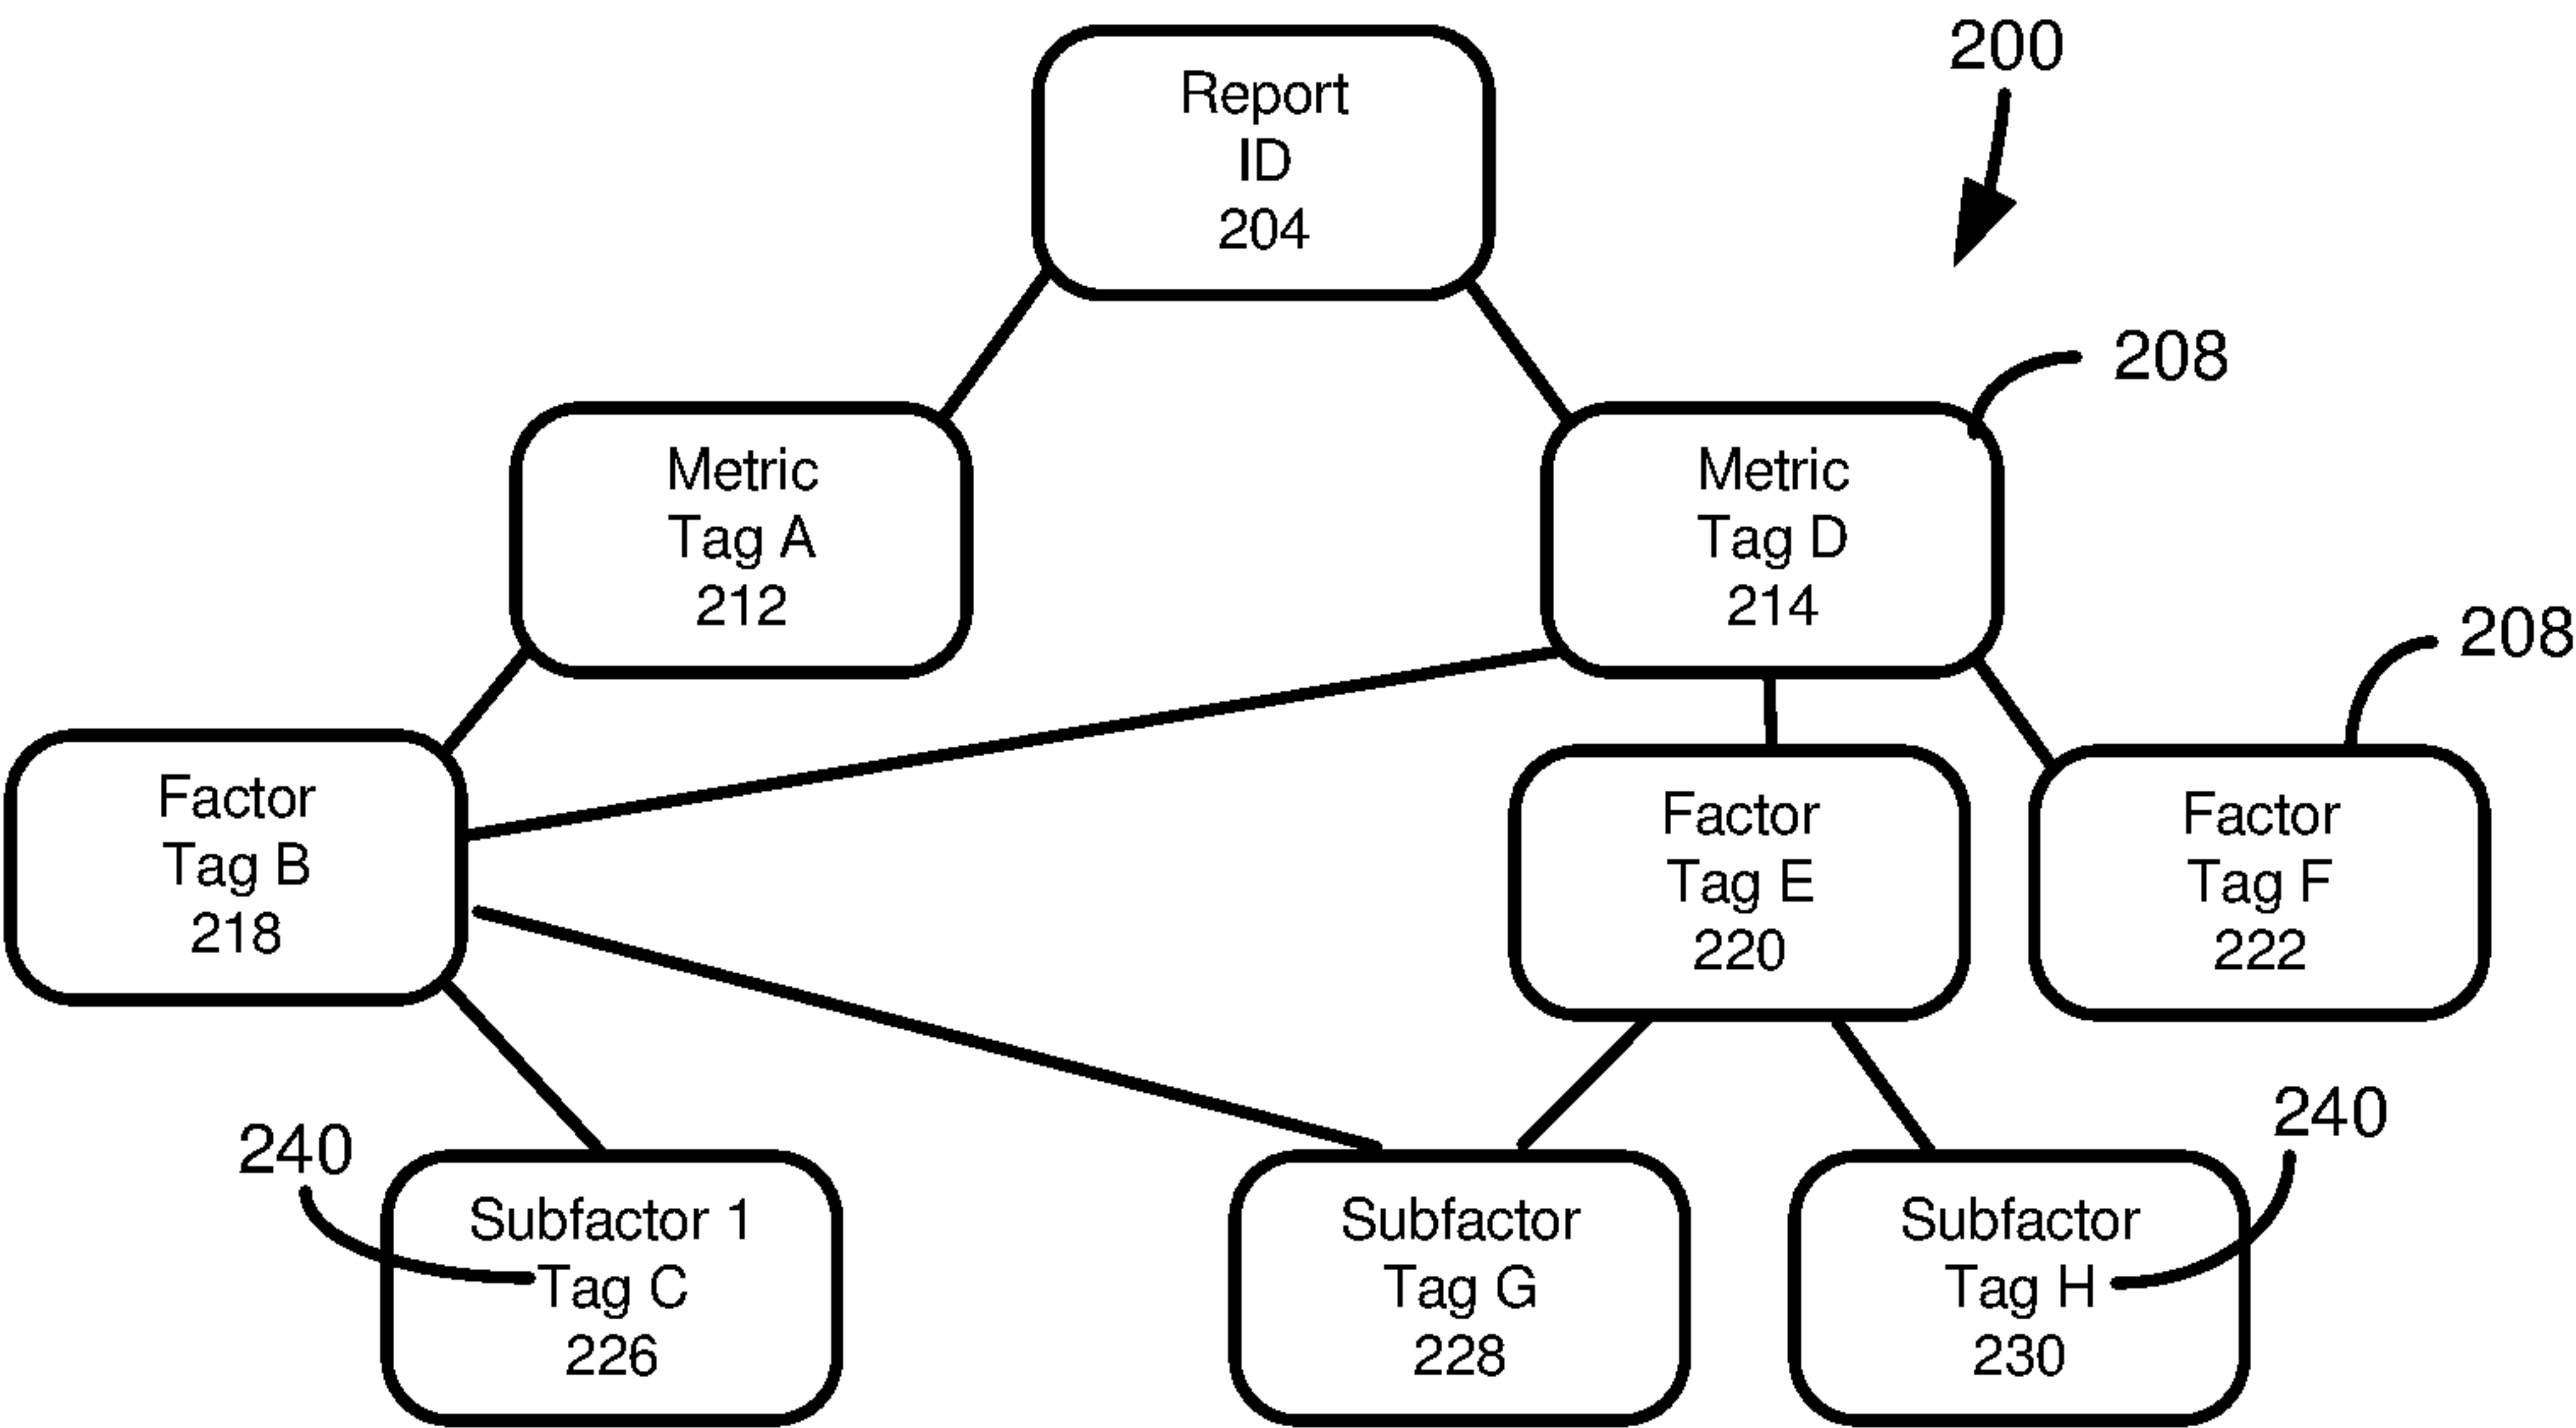 200
Report
ID
204
208
Metric
Tag A
212
Metric
Tag D
214
208
Factor
Tag B
218
Factor
Tag E
220
Factor
Tag F
222
240
240
Subfactor 1
Tag C
226
Subfactor
Tag G
228
Subfactor
Tag H
230